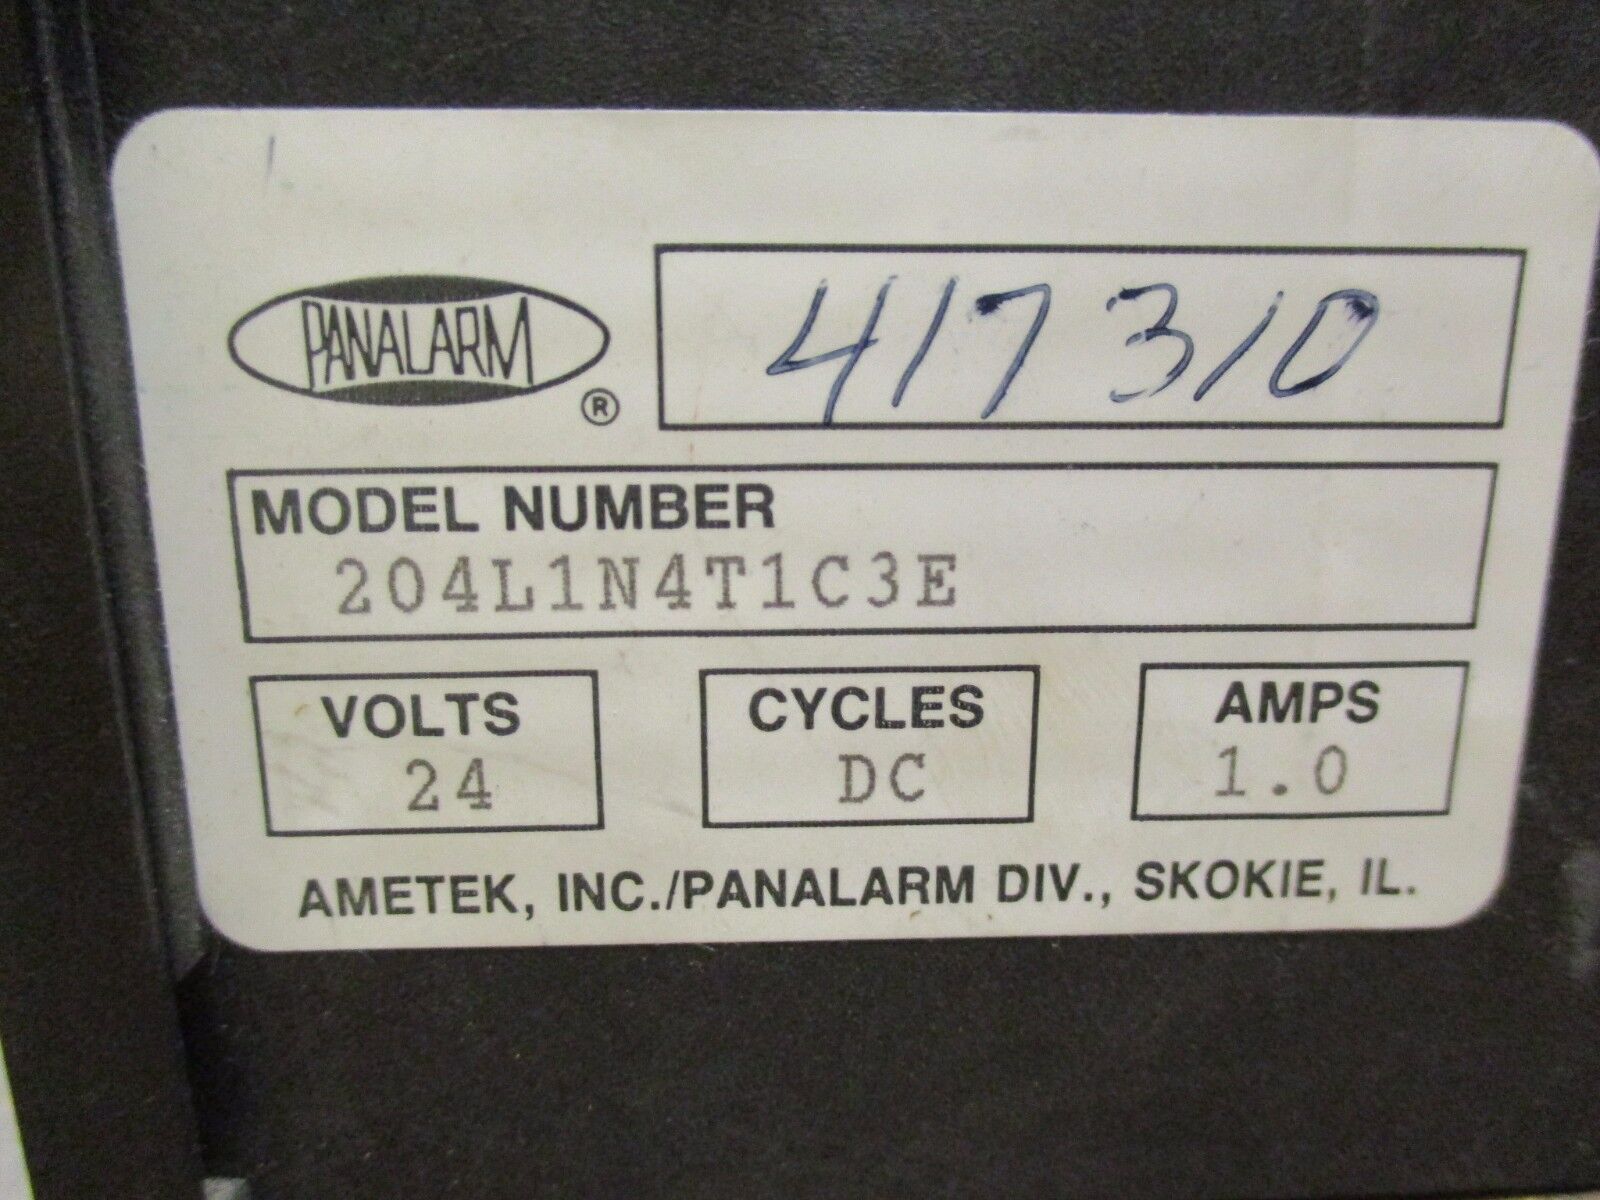 PANALARM ®
417310
MODEL NUMBER
204L1N4T1C3E
VOLTS
24
CYCLES
DC
AMPS
1.0
AMETEK, INC./PANALARM DIV., SKOKIE, IL.